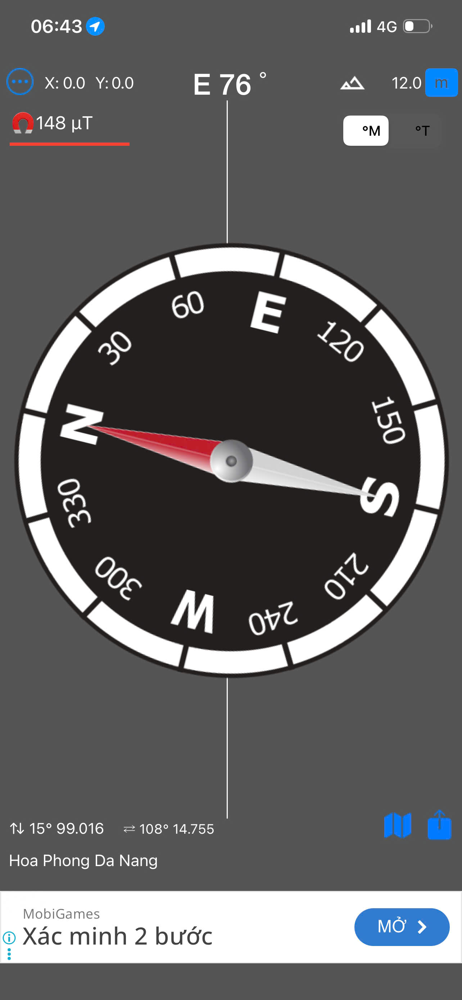 06:43
4G
X: 0.0 Y: 0.0
E 76 °
12.0 m
148 µT
°M °T
60
E
120
30
150
N
S
330
210
300
W
240
15° 99.016 108° 14.755
Hoa Phong Da Nang
MobiGames
Xác minh 2 bước
MỞ